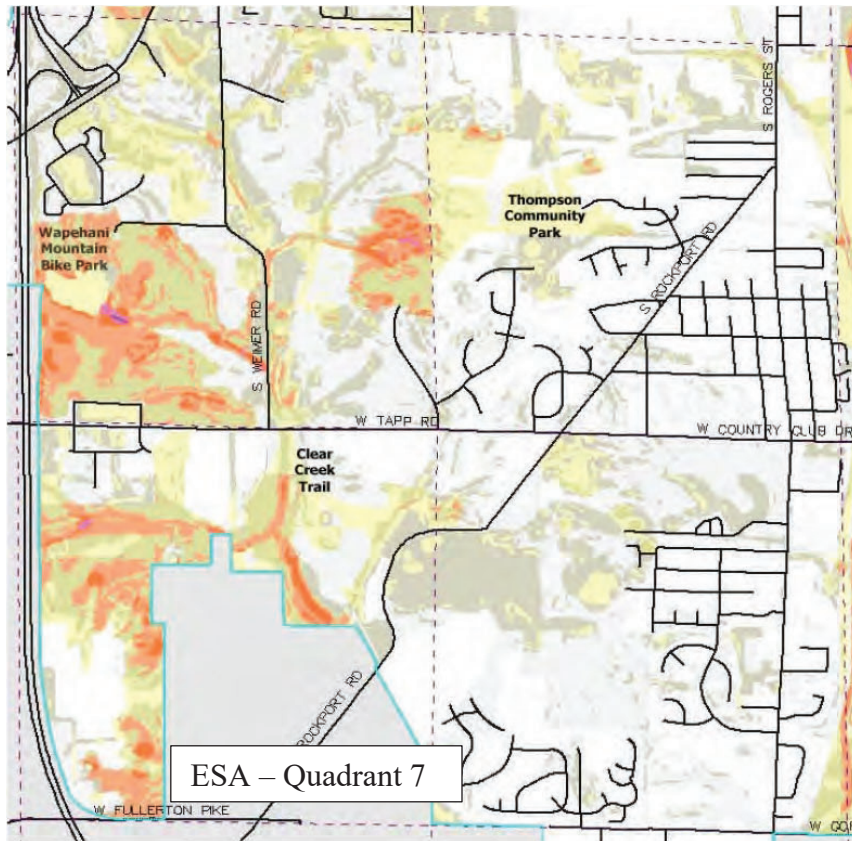 S ROGERS ST
Thompson
Community
Park
Wapehani
Mountain
Bike Park
S ROCKPORT RD
S WEIMER RD
W TAPP RD
W COUNTRY CLUB DR
Clear
Creek
Trail
ROCKPORT RD
ESA – Quadrant 7
W FULLERTON PIKE